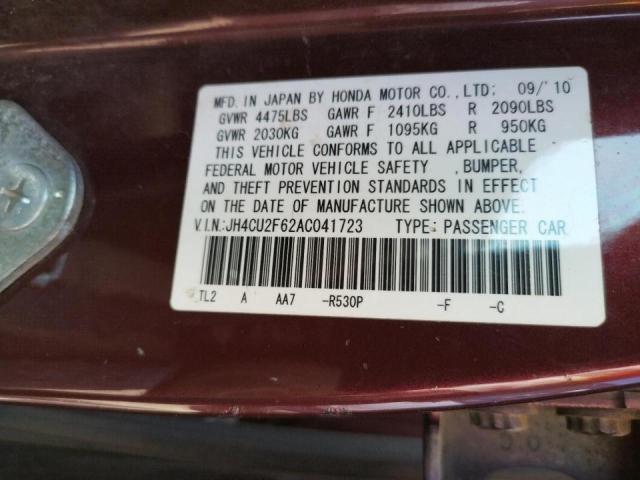 MFD. IN JAPAN BY HONDA MOTOR CO.,LTD: 09/'10
GVWR 4475LBS GAWR F 2410LBS R 2090LBS
GVWR 2030KG GAWR F 1095KG R 950KG
THIS VEHICLE CONFORMS TO ALL APPLICABLE
FEDERAL MOTOR VEHICLE SAFETY ,BUMPER,
AND THEFT PREVENTION STANDARDS IN EFFECT
ON THE DATE OF MANUFACTURE SHOWN ABOVE.
V.I.N.:JH4CU2F62AC041723 TYPE: PASSENGER CAR
TL2 A AA7 -R530P -F -C